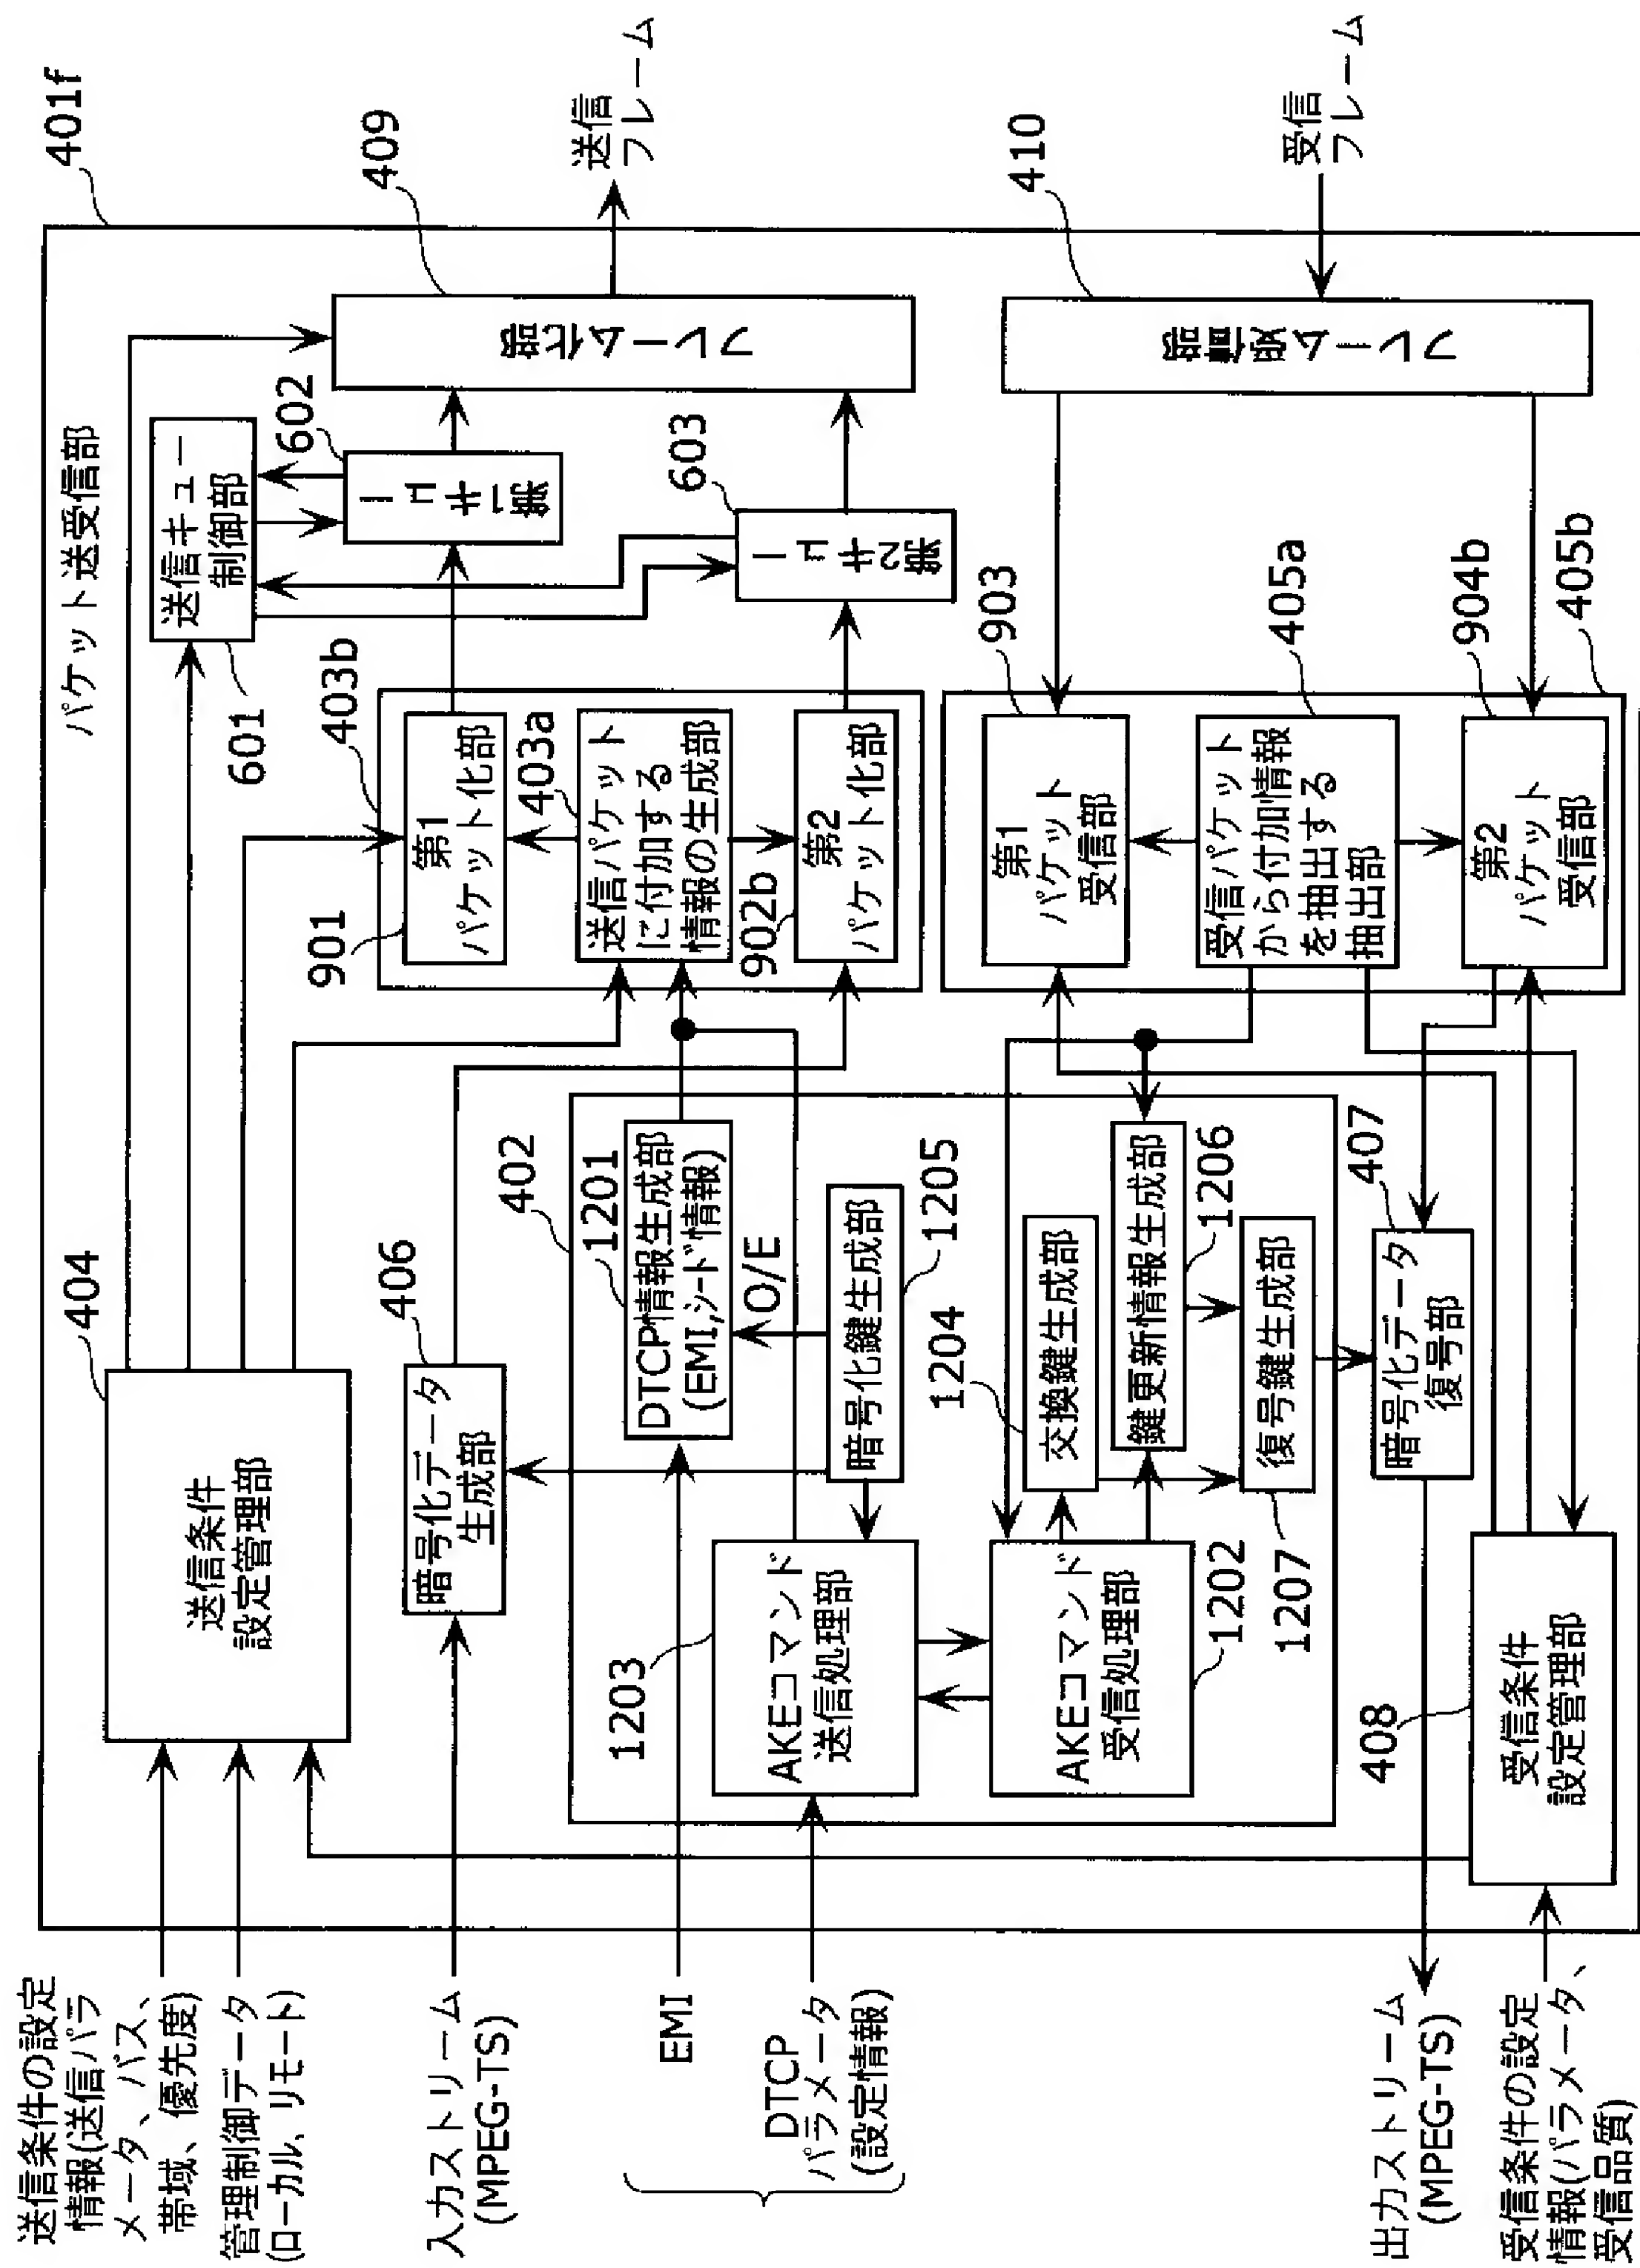 401f
パケット送受信部
送信条件の設定
情報(送信パラ
メータ、パス、
帯域、優先度)
管理制御データ
(ローカル、リモート)
404
送信条件
設定管理部
送信キュー
制御部
601
602
第1
キュー
603
第2
キュー
409
フレーム化部
送信
フレーム
入力ストリーム
(MPEG-TS)
406
暗号化データ
生成部
403b
901
第1
パケット化部
403a
送信パケット
に付加する
情報の生成部
902b
第2
パケット化部
EMI
DTCP
パラメータ
(設定情報)
402
1201
DTCP情報生成部
(EMI,シード情報)
O/E
暗号化鍵生成部
1205
1203
AKEコマンド
送信処理部
AKEコマンド
受信処理部
1202
1204
交換鍵生成部
鍵更新情報生成部
1206
復号鍵生成部
1207
903
第1
パケット
受信部
405a
受信パケット
から付加情報
を抽出する
抽出部
904b
第2
パケット
受信部
405b
410
フレーム受信部
受信
フレーム
407
暗号化データ
復号部
出力ストリーム
(MPEG-TS)
408
受信条件
設定管理部
受信条件の設定
情報(パラメータ、
受信品質)